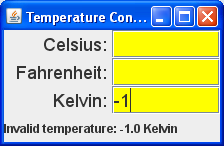 Temperature Con...
Celsius:
Fahrenheit:
Kelvin: -1
Invalid temperature: -1.0 Kelvin